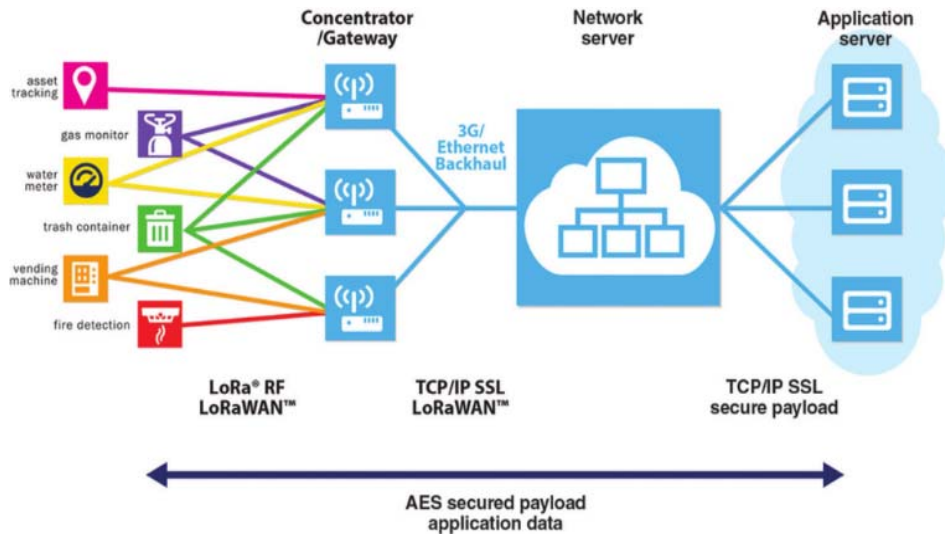 Concentrator
/Gateway
Network
server
Application
server
asset
tracking
gas monitor
water
meter
trash container
vending
machine
fire detection
3G/
Ethernet
Backhaul
LoRa® RF
LoRaWAN™
TCP/IP SSL
LoRaWAN™
TCP/IP SSL
secure payload
AES secured payload
application data